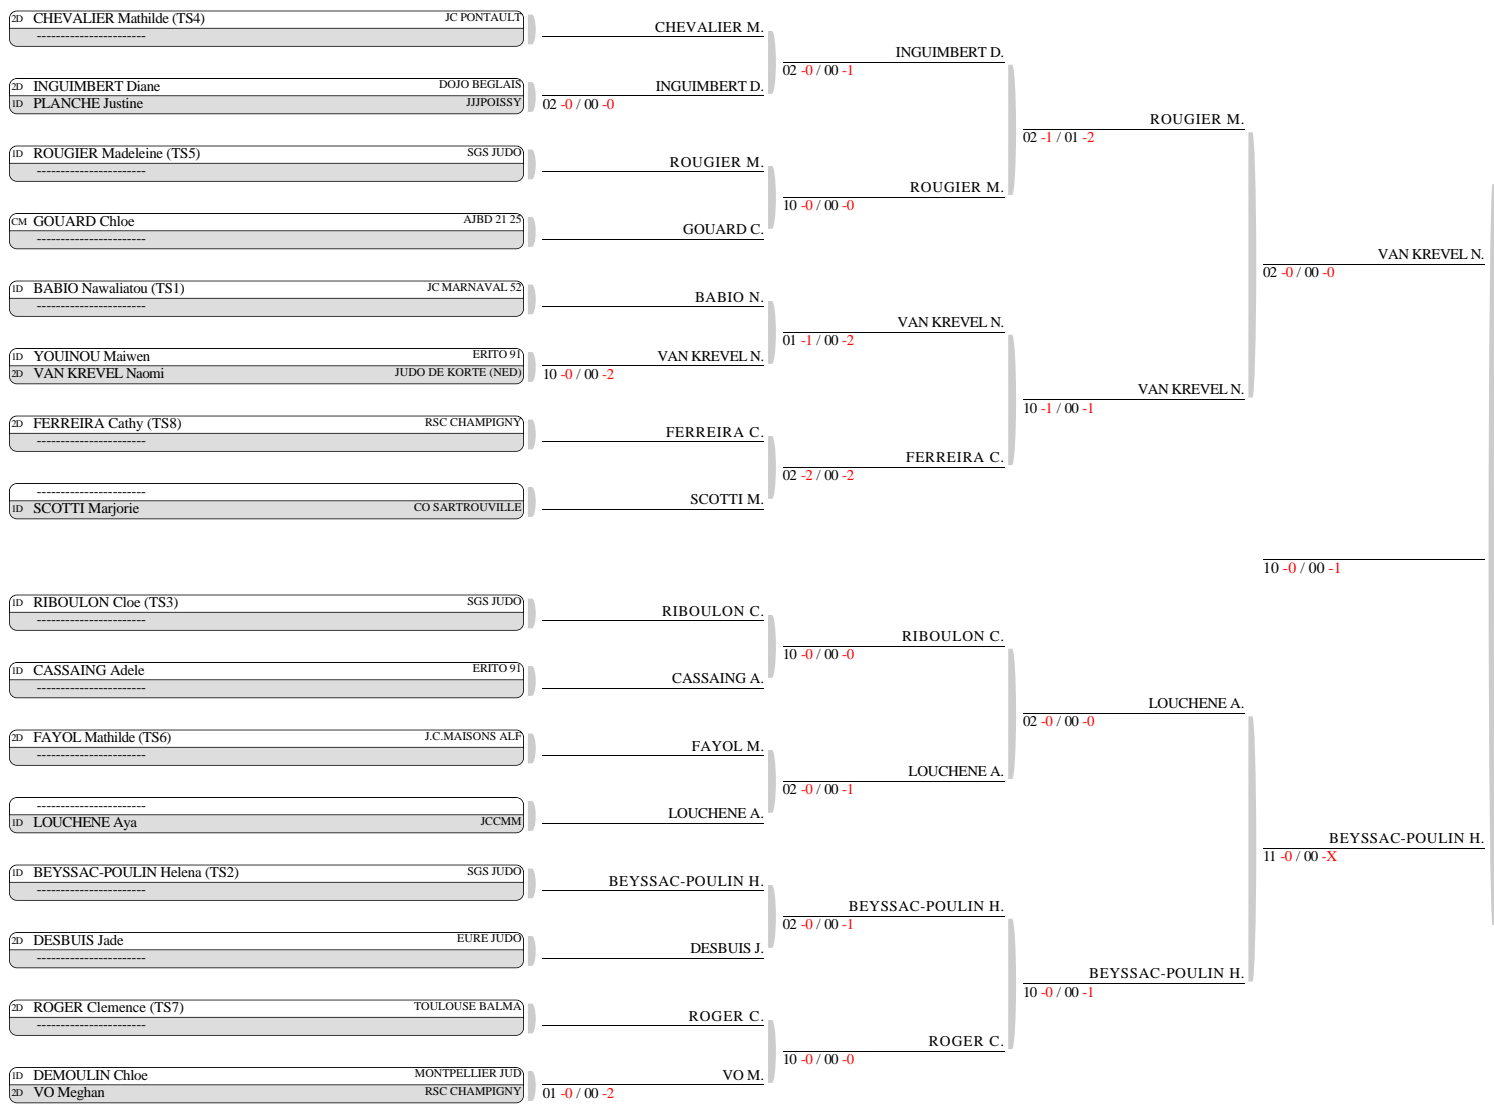 2D CHEVALIER Mathilde (TS4) JC PONTAULT
-----------------------
2D INGUIMBERT Diane DOJO BEGLAIS
1D PLANCHE Justine JJJPOISSY
1D ROUGIER Madeleine (TS5) SGS JUDO
-----------------------
CM GOUARD Chloe AJBD 21 25
-----------------------
1D BABIO Nawaliatou (TS1) JC MARNAVAL 52
-----------------------
1D YOUINOU Maiwen ERITO 91
2D VAN KREVEL Naomi JUDO DE KORTE (NED)
2D FERREIRA Cathy (TS8) RSC CHAMPIGNY
-----------------------
-----------------------
1D SCOTTI Marjorie CO SARTROUVILLE
1D RIBOULON Cloe (TS3) SGS JUDO
-----------------------
1D CASSAING Adele ERITO 91
-----------------------
2D FAYOL Mathilde (TS6) J.C.MAISONS ALF
-----------------------
-----------------------
1D LOUCHENE Aya JCCMM
1D BEYSSAC-POULIN Helena (TS2) SGS JUDO
-----------------------
2D DESBUIS Jade EURE JUDO
-----------------------
2D ROGER Clemence (TS7) TOULOUSE BALMA
-----------------------
1D DEMOULIN Chloe MONTPELLIER JUD
2D VO Meghan RSC CHAMPIGNY
CHEVALIER M.
INGUIMBERT D.
02 -0 / 00 -0
ROUGIER M.
GOUARD C.
BABIO N.
VAN KREVEL N.
10 -0 / 00 -2
FERREIRA C.
SCOTTI M.
RIBOULON C.
CASSAING A.
FAYOL M.
LOUCHENE A.
BEYSSAC-POULIN H.
DESBUIS J.
ROGER C.
VO M.
01 -0 / 00 -2
INGUIMBERT D.
02 -0 / 00 -1
ROUGIER M.
10 -0 / 00 -0
VAN KREVEL N.
01 -1 / 00 -2
FERREIRA C.
02 -2 / 00 -2
RIBOULON C.
10 -0 / 00 -0
LOUCHENE A.
02 -0 / 00 -1
BEYSSAC-POULIN H.
02 -0 / 00 -1
ROGER C.
10 -0 / 00 -0
ROUGIER M.
02 -1 / 01 -2
VAN KREVEL N.
10 -1 / 00 -1
LOUCHENE A.
02 -0 / 00 -0
BEYSSAC-POULIN H.
10 -0 / 00 -1
VAN KREVEL N.
02 -0 / 00 -0
10 -0 / 00 -1
BEYSSAC-POULIN H.
11 -0 / 00 -X